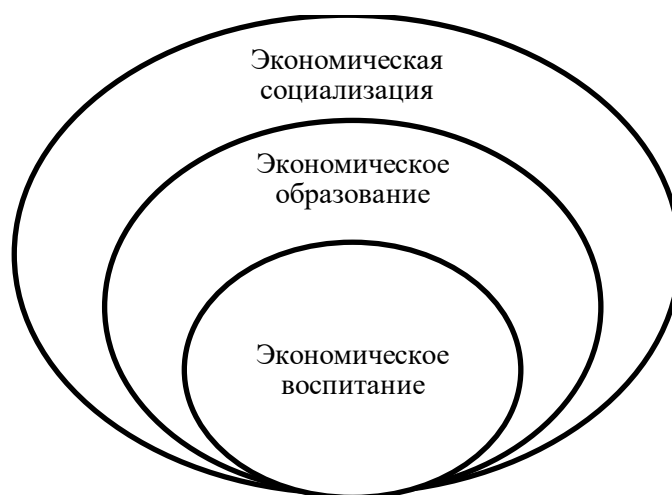 Экономическая
социализация
Экономическое
образование
Экономическое
воспитание